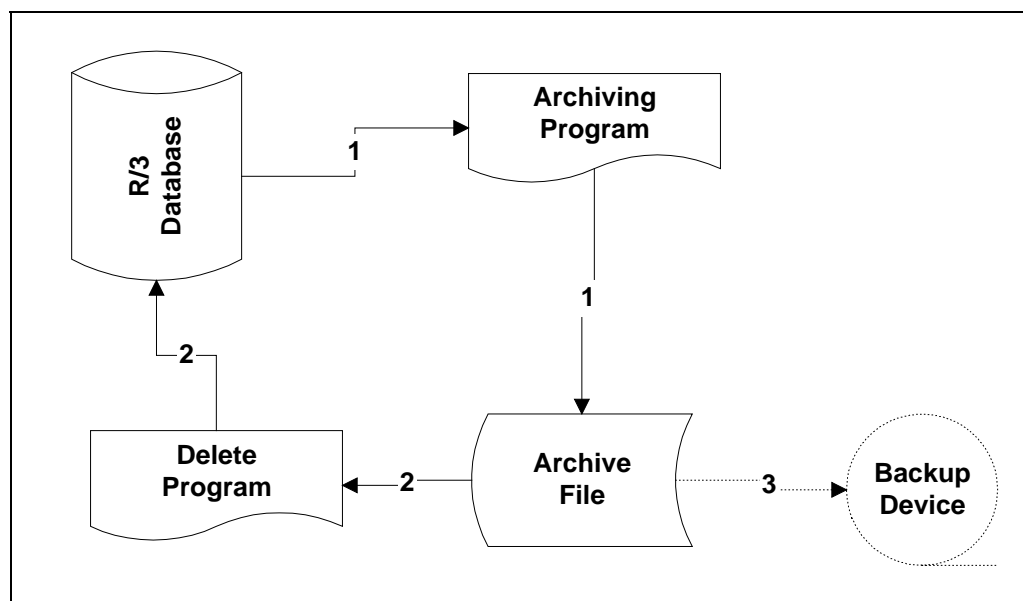 R/3
Database
1
Archiving
Program
1
2
Delete
Program
2
Archive
File
3
Backup
Device